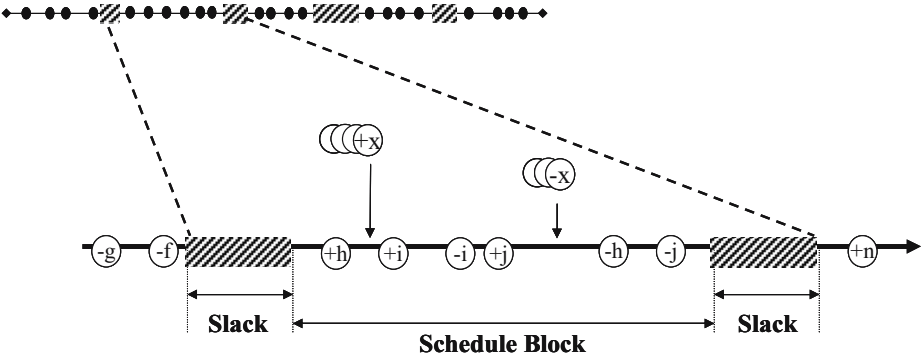 +x
-x
-g -f +h +i -i +j -h -j +n
Slack Slack
Schedule Block